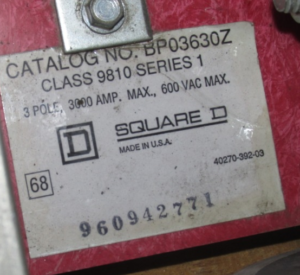 CATALOG NO. BP03630Z
CLASS 9810 SERIES 1
3 POLE, 3000 AMP. MAX., 600 VAC MAX.
D SQUARE D
MADE IN U.S.A.
40270-392-03
68
960942771